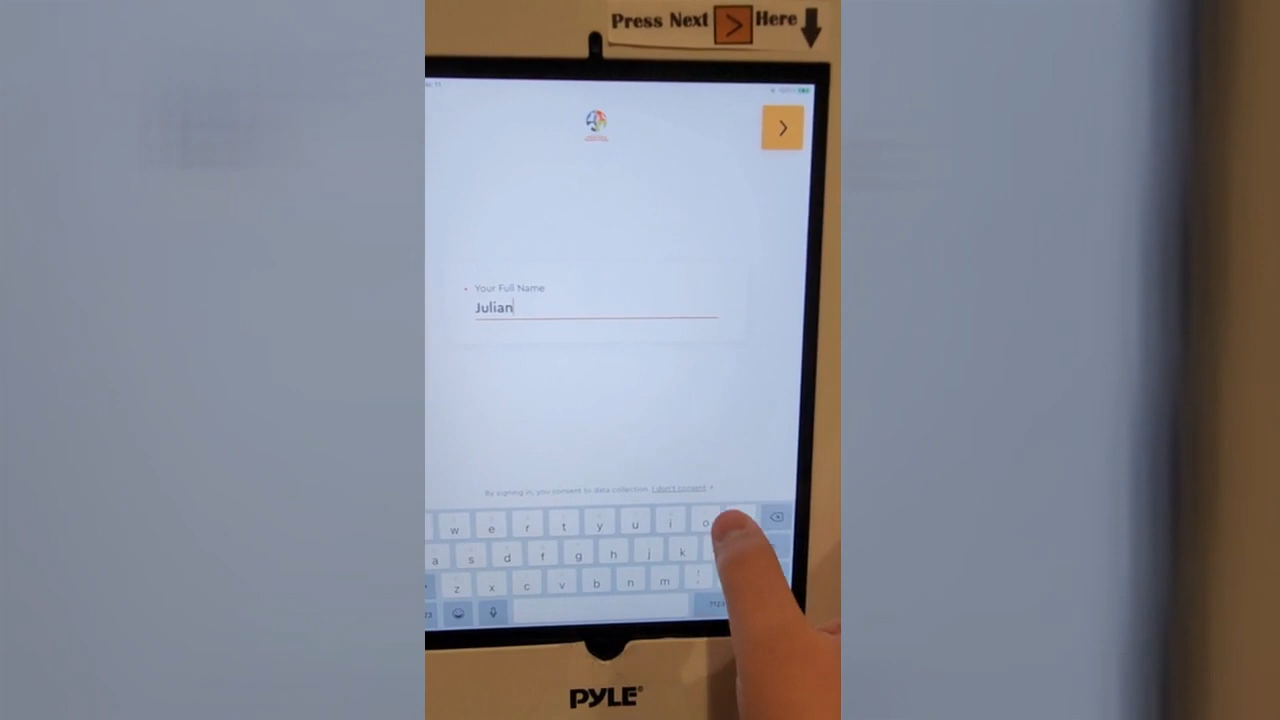 Press Next > Here
Your Full Name
Julian
By signing in, you consent to data collection. I don't consent
w e r t y u i o
a s d f g h j k
z x c v b n m !
PYLE®